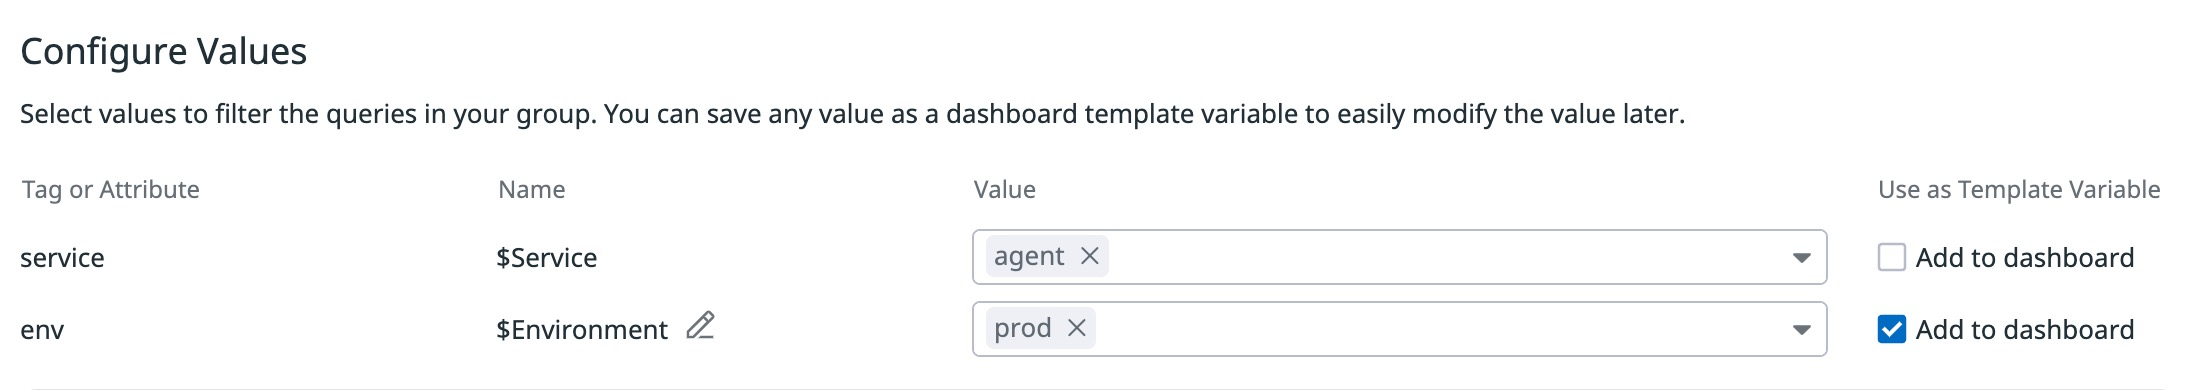 Configure Values
Select values to filter the queries in your group. You can save any value as a dashboard template variable to easily modify the value later.
Tag or Attribute Name Value Use as Template Variable
service $Service agent Add to dashboard
env $Environment prod Add to dashboard